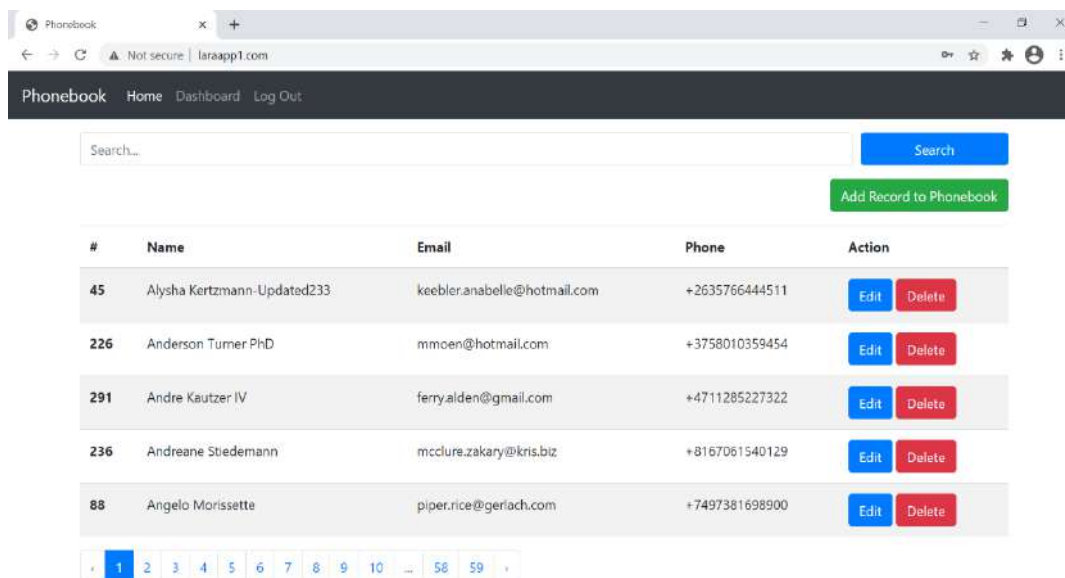 Phonebook
Not secure | laraapp1.com
Phonebook Home Dashboard Log Out
Search...
Search
Add Record to Phonebook
# Name Email Phone Action
45 Alysha Kertzmann-Updated233 keebler.anabelle@hotmail.com +2635766444511 Edit Delete
226 Anderson Turner PhD mmoen@hotmail.com +3758010359454 Edit Delete
291 Andre Kautzer IV ferry.alden@gmail.com +4711285227322 Edit Delete
236 Andreane Stiedemann mcclure.zakary@kris.biz +8167061540129 Edit Delete
88 Angelo Morissette piper.rice@gerlach.com +7497381698900 Edit Delete
‹ 1 2 3 4 5 6 7 8 9 10 ... 58 59 ›